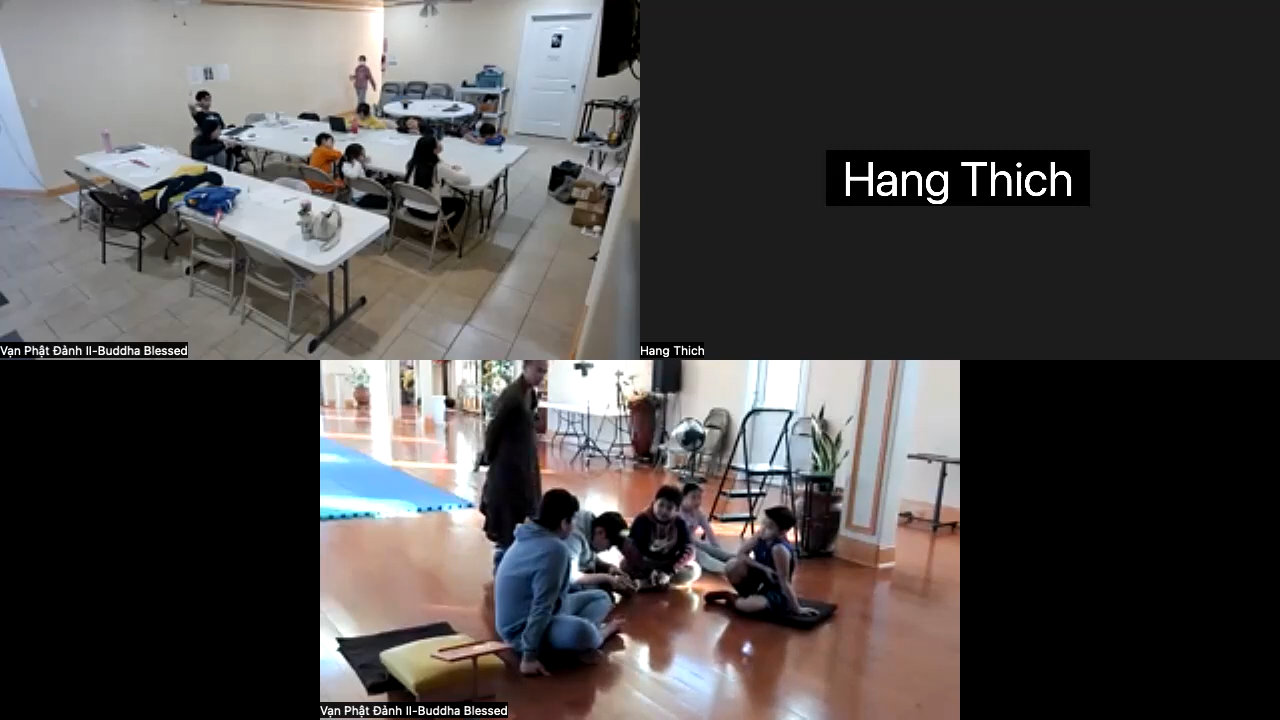 Vạn Phật Đảnh II-Buddha Blessed
Hang Thich
Hang Thich
Vạn Phật Đảnh II-Buddha Blessed